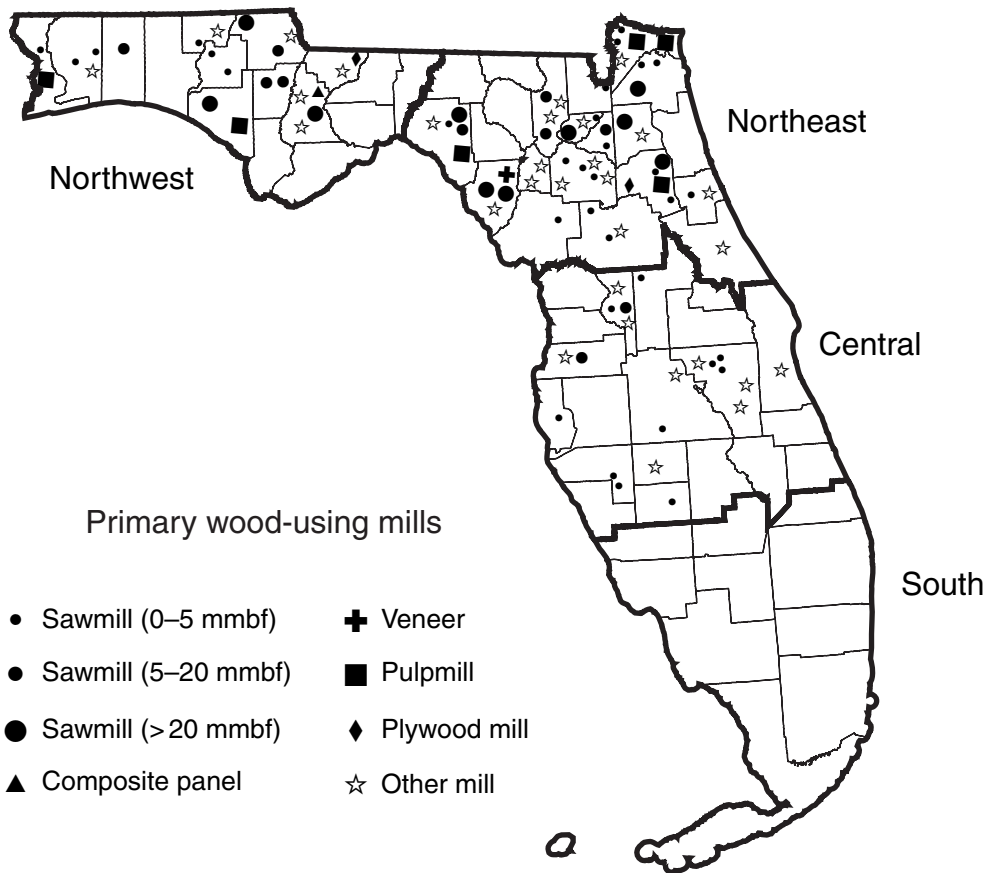 Northeast
Northwest
Central
Primary wood-using mills
South
Sawmill (0–5 mmbf)
Sawmill (5–20 mmbf)
Sawmill (>20 mmbf)
Composite panel
Veneer
Pulpmill
Plywood mill
Other mill